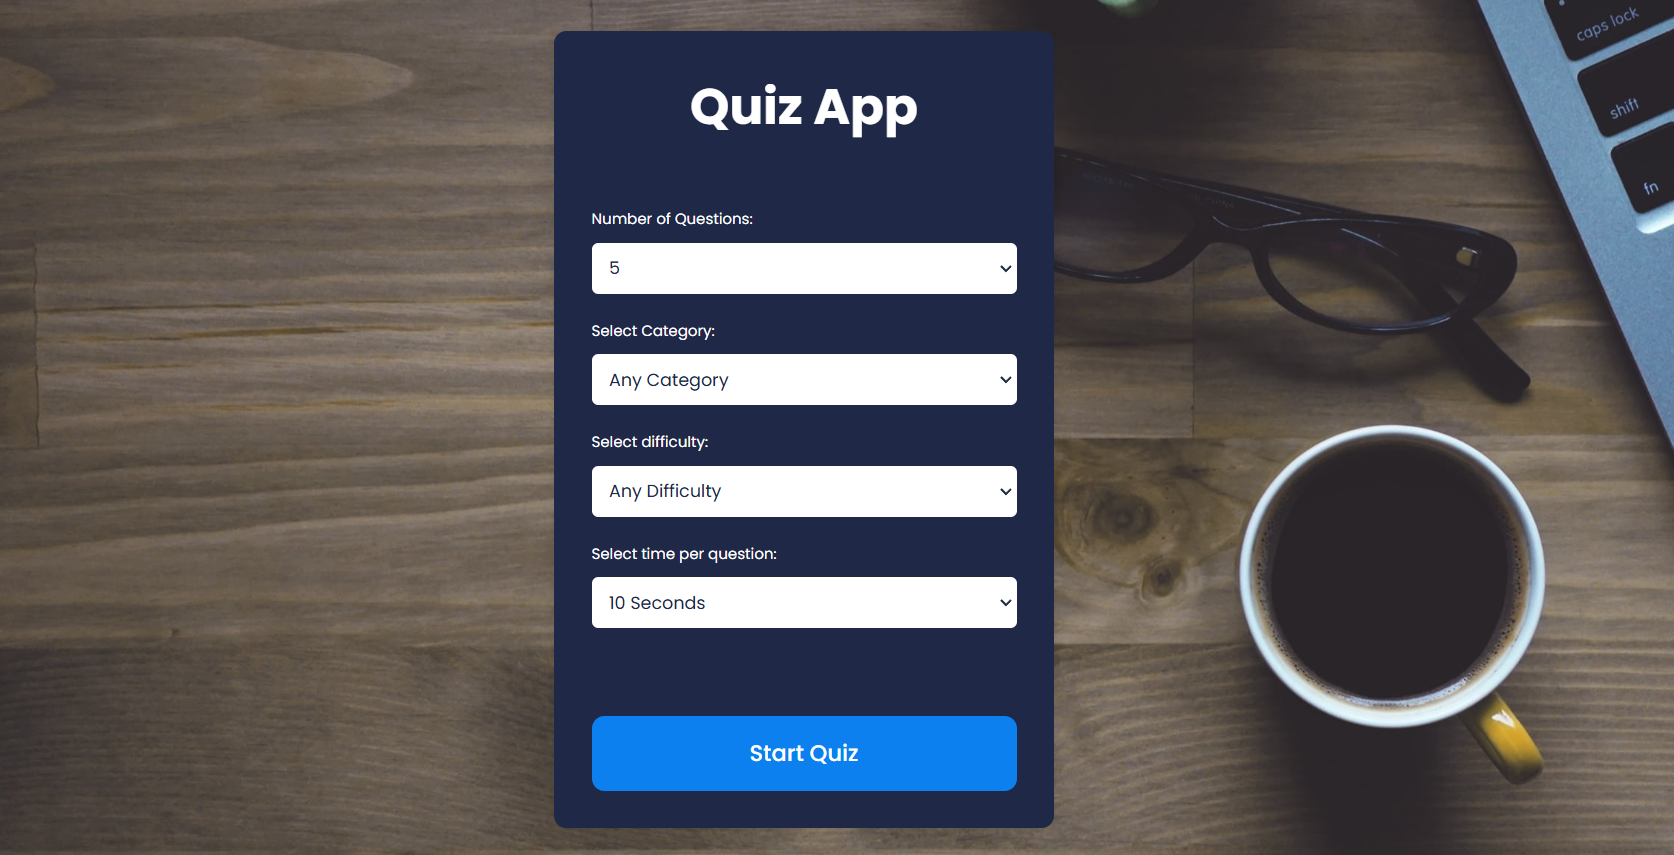 Quiz App
Number of Questions:
5
Select Category:
Any Category
Select difficulty:
Any Difficulty
Select time per question:
10 Seconds
Start Quiz
caps lock
shift
fn